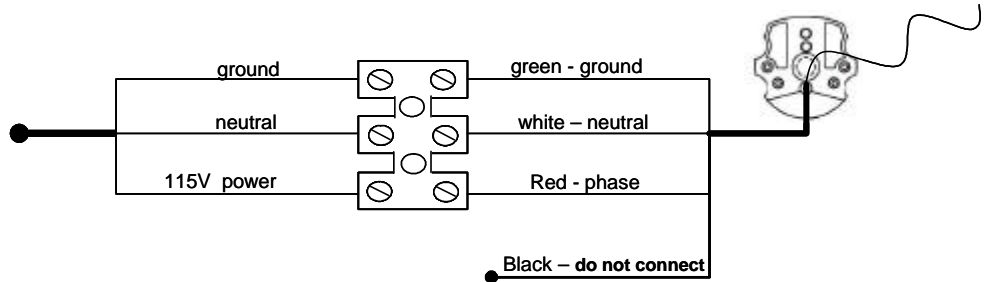 ground
green - ground
neutral
white – neutral
115V power
Red - phase
Black – do not connect